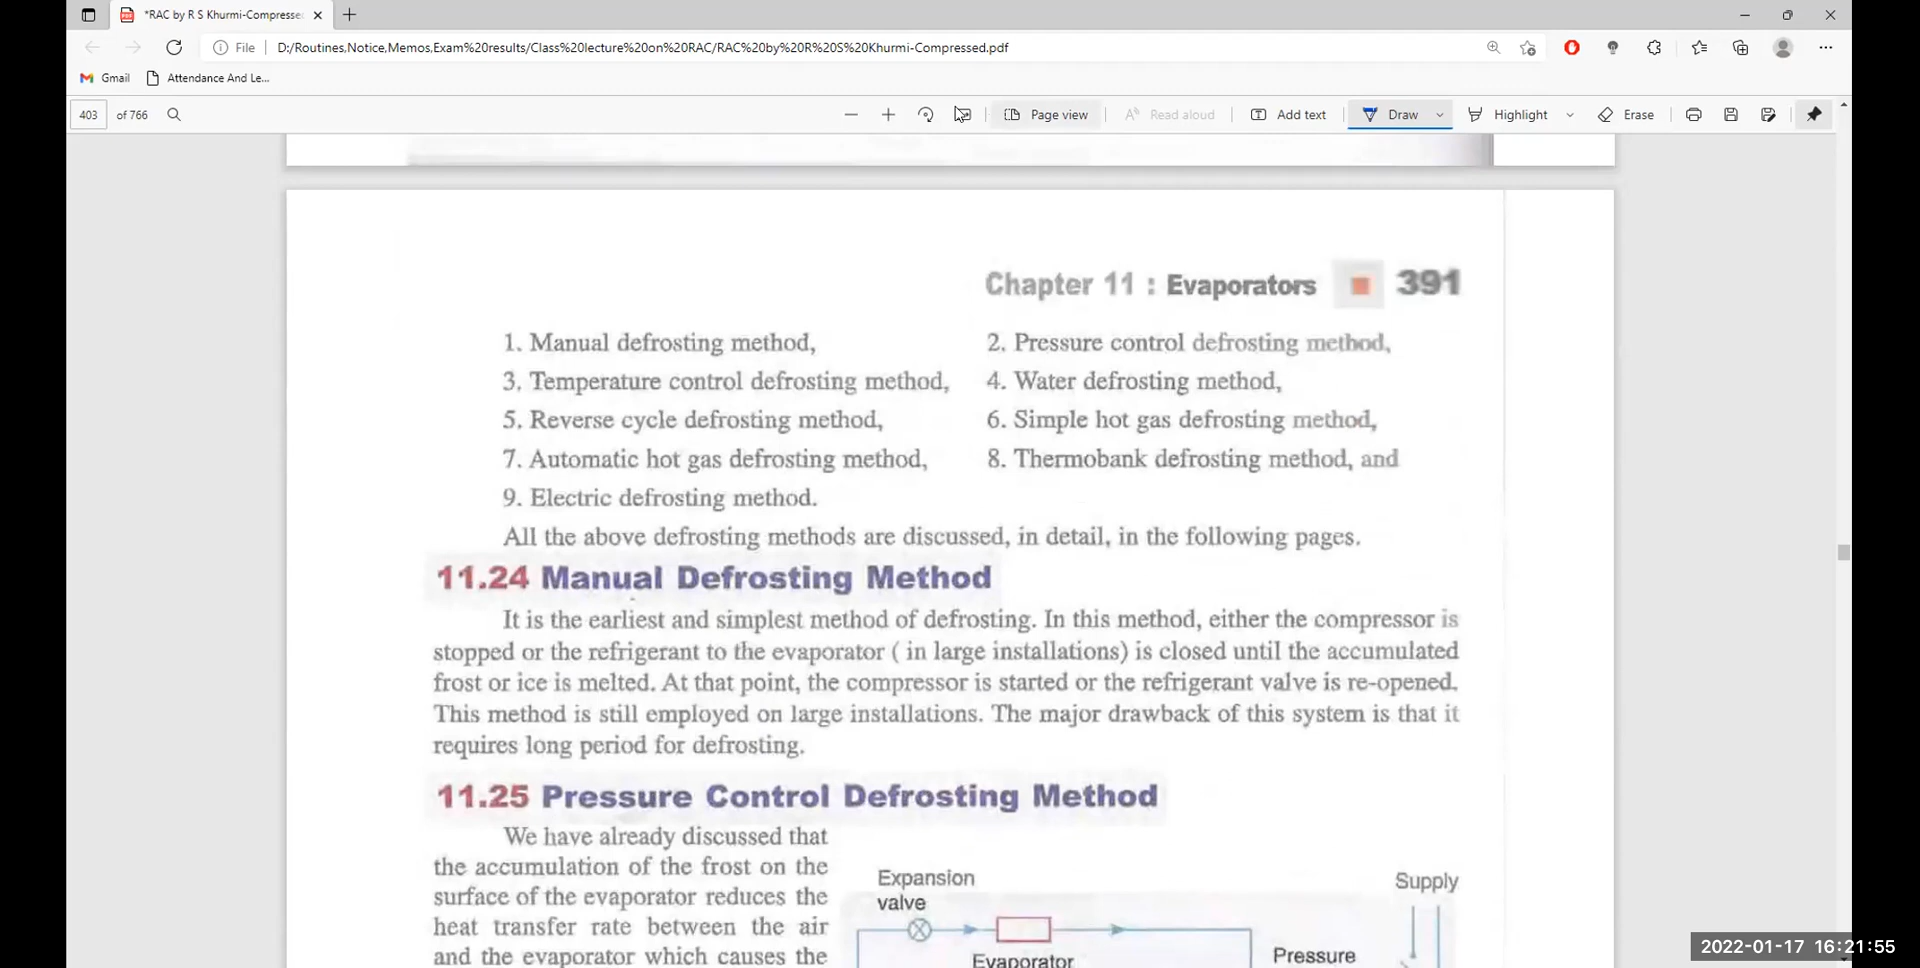 *RAC by R S Khurmi-Compresse
File D:/Routines,Notice,Memos,Exam%20results/Class%20lecture%20on%20RAC/RAC%20by%20R%20S%20Khurmi-Compressed.pdf
Gmail Attendance And Le...
403 of 766 Page view Read aloud Add text Draw Highlight Erase
Chapter 11 : Evaporators 391
1. Manual defrosting method, 2. Pressure control defrosting method,
3. Temperature control defrosting method, 4. Water defrosting method,
5. Reverse cycle defrosting method, 6. Simple hot gas defrosting method,
7. Automatic hot gas defrosting method, 8. Thermobank defrosting method, and
9. Electric defrosting method.
All the above defrosting methods are discussed, in detail, in the following pages.
11.24 Manual Defrosting Method
It is the earliest and simplest method of defrosting. In this method, either the compressor is
stopped or the refrigerant to the evaporator ( in large installations) is closed until the accumulated
frost or ice is melted. At that point, the compressor is started or the refrigerant valve is re-opened.
This method is still employed on large installations. The major drawback of this system is that it
requires long period for defrosting.
11.25 Pressure Control Defrosting Method
We have already discussed that
the accumulation of the frost on the
surface of the evaporator reduces the
heat transfer rate between the air
and the evaporator which causes the
Expansion
valve
Supply
Evaporator
Pressure
2022-01-17 16:21:55